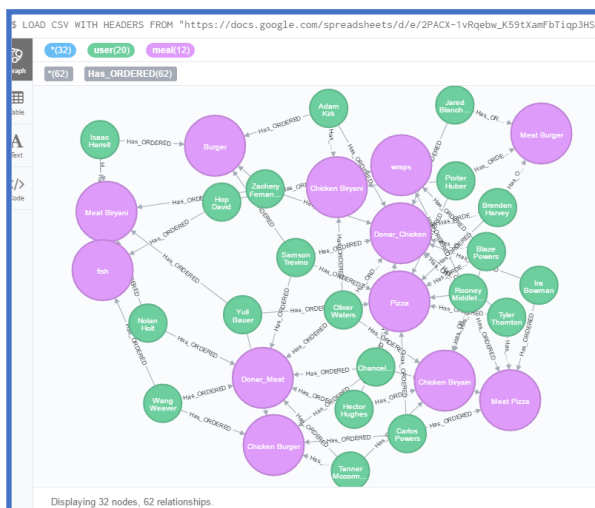 $ LOAD CSV WITH HEADERS FROM "https://docs.google.com/spreadsheets/d/e/2PACX-1vRqebw_K59tXamFbTiqp3HS
*(32) user(20) meal(12)
*(62) Has_ORDERED(62)
Graph
Table
Text
Code
Isaac Harrell
Burger
Adam Kirk
Jared Blanch...
Meat Burger
Meat Biryani
Hop David
Zachery Fernan...
Chicken Biryani
wraps
Porter Huber
Brenden Harvey
Donar_Chicken
fish
Samson Trevino
Blaze Powers
Ira Bowman
Nolan Holt
Yuli Bauer
Oliver Waters
Pizza
Rooney Middlet...
Tyler Thornton
Donar_Meat
Chancel...
Chicken Biryain
Meat Pizza
Wang Weaver
Hector Hughes
Carlos Powers
Chicken Burger
Tanner Mccorm...
Has_ORDERED
Displaying 32 nodes, 62 relationships.